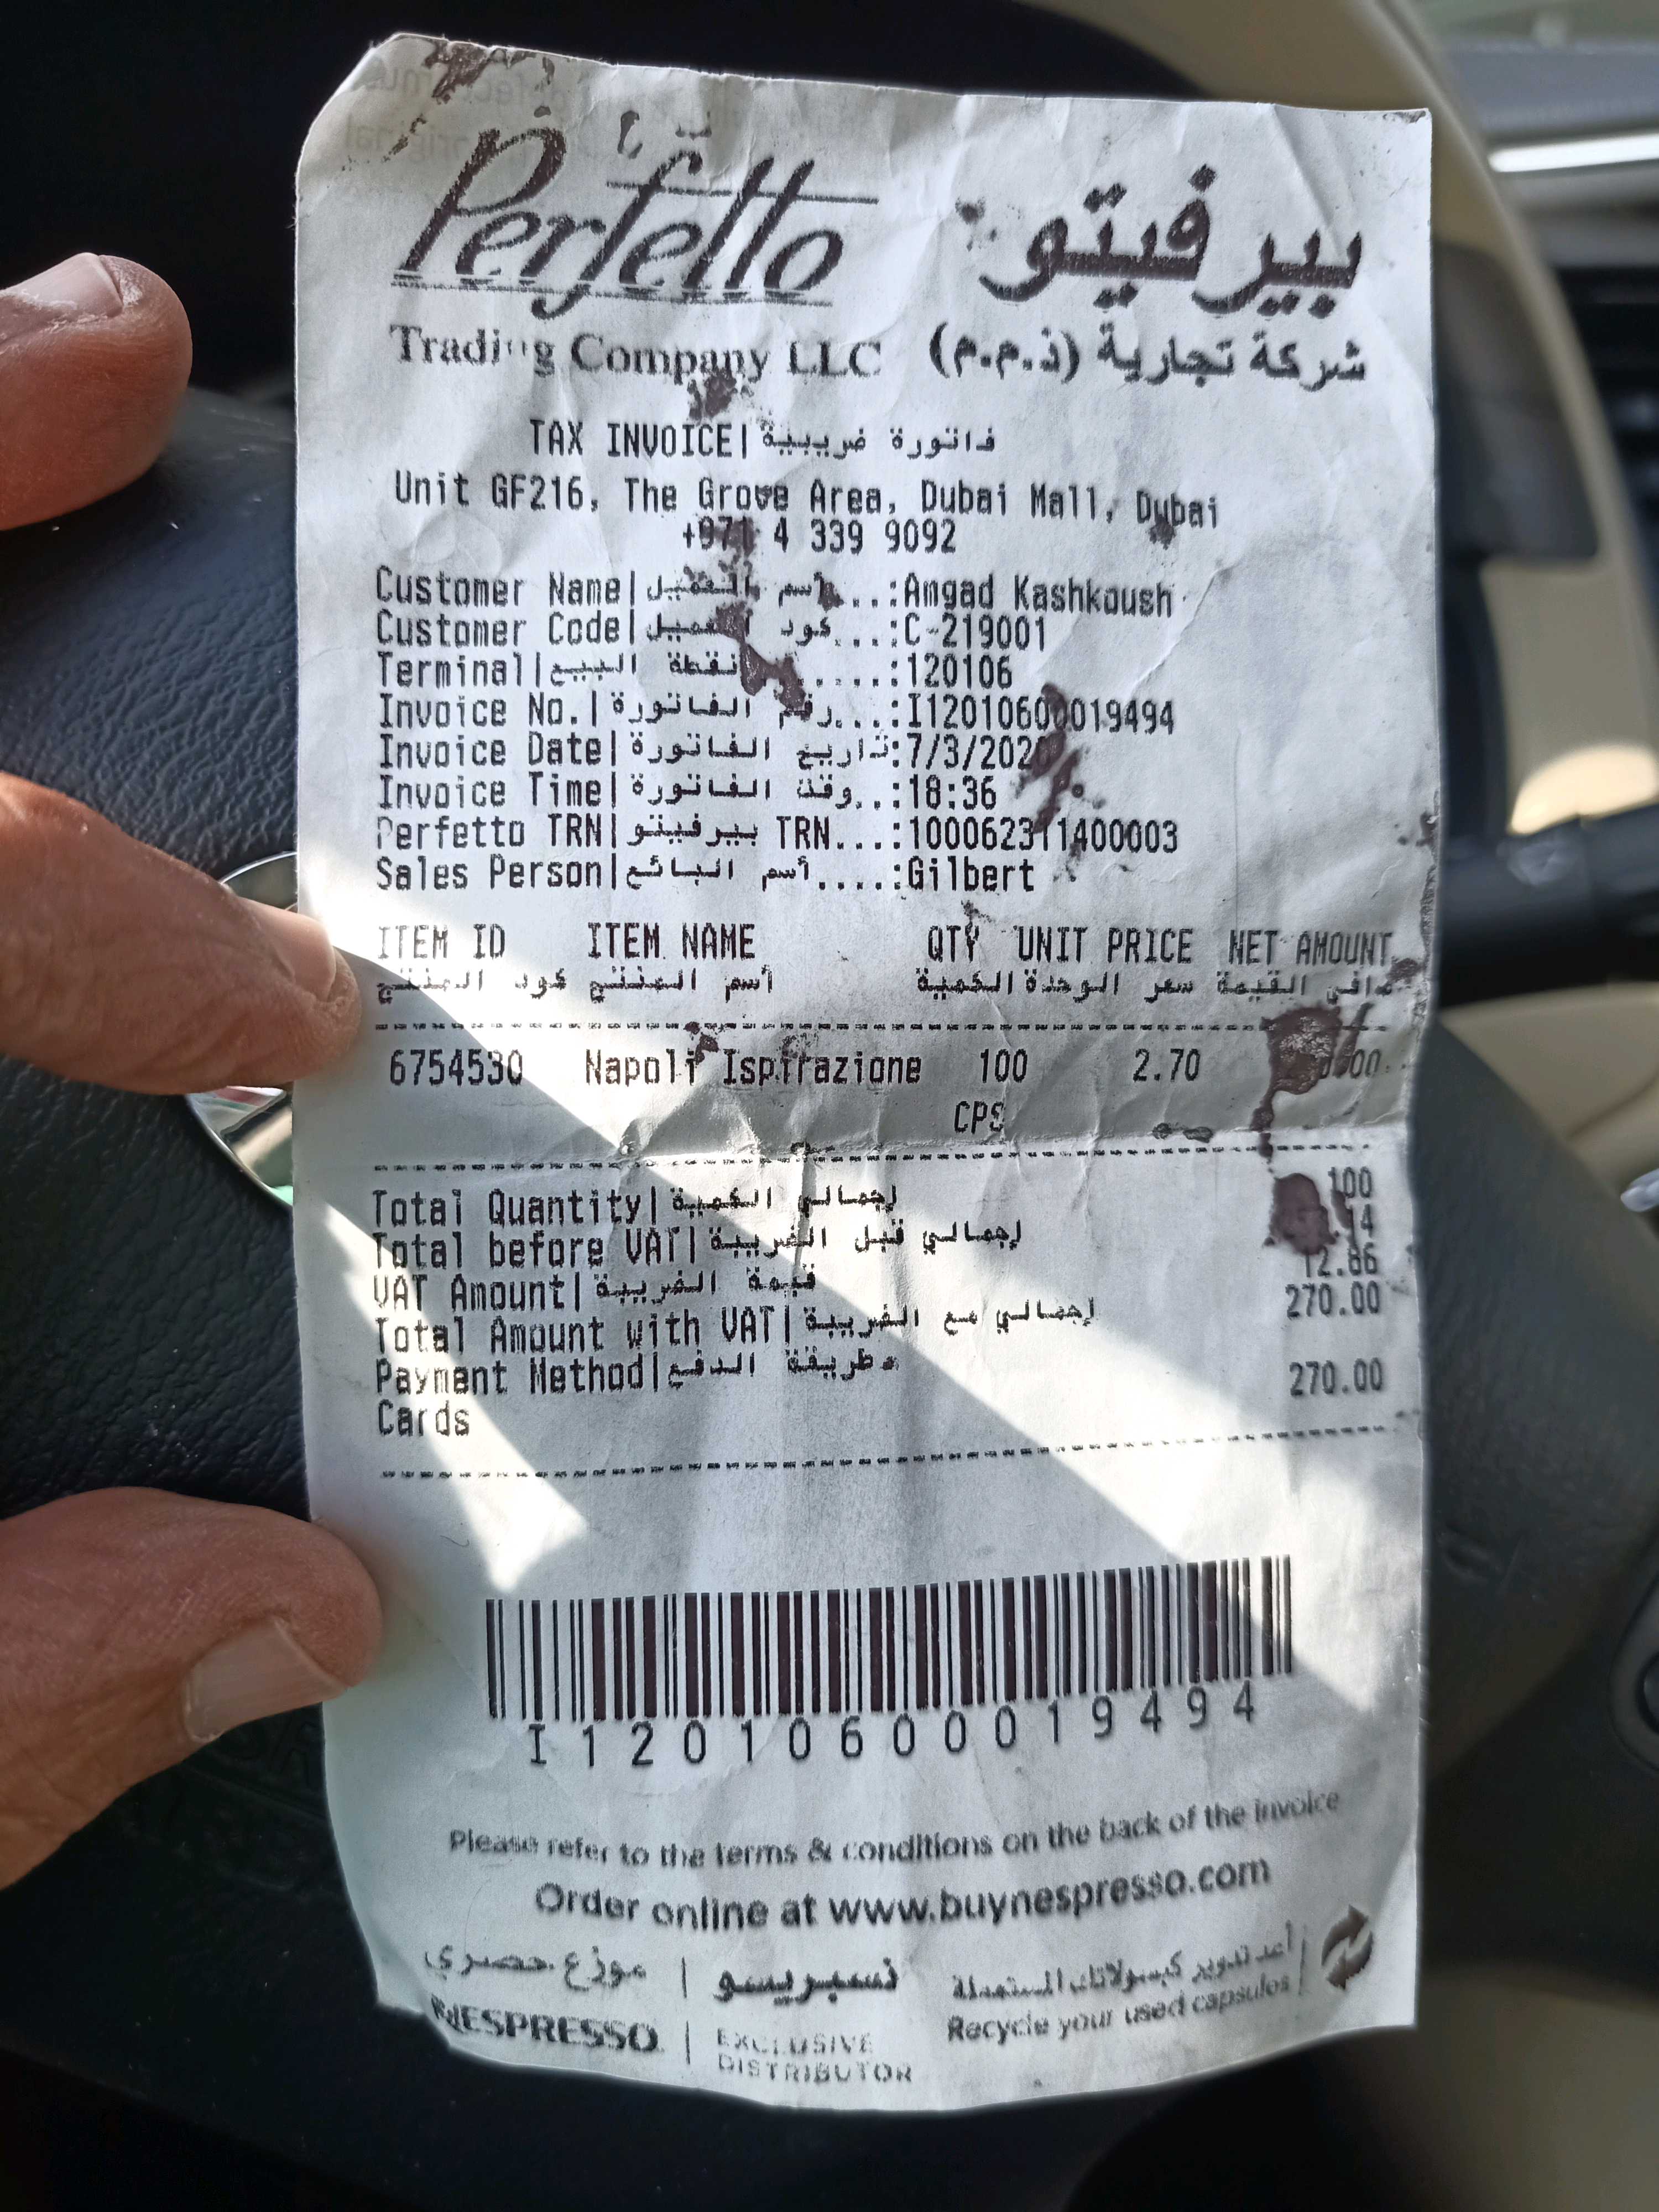 Perfetto بيرفيتو
Trading Company LLC شركة تجارية (ذ.م.م)
TAX INVOICE|فاتورة ضريبية
Unit GF216, The Grove Area, Dubai Mall, Dubai
+971 4 339 9092
Customer Name|اسم العميل...:Amgad Kashkoush
Customer Code|كود العميل...:C-219001
Terminal|نقطة البيع.....:120106
Invoice No.|رقم الفاتورة...:I12010600019494
Invoice Date|تاريخ الفاتورة:7/3/202
Invoice Time|وقت الفاتورة..:18:36
Perfetto TRN|بيرفيتو TRN...:100062311400003
Sales Person|أسم البائع....:Gilbert
ITEM ID ITEM NAME QTY UNIT PRICE NET AMOUNT
كود المنتج أسم المنتج الكمية سعر الوحدة صافي القيمة
6754530 Napoli Ispirazione 100 2.70
CPS
Total Quantity|إجمالي الكمية 100
Total before VAT|إجمالي قبل الضريبة .14
VAT Amount|قيمة الضريبة 12.86
Total Amount with VAT|إجمالي مع الضريبة 270.00
Payment Method|طريقة الدفع
Cards 270.00
I12010600019494
Please refer to the terms & conditions on the back of the invoice
Order online at www.buynespresso.com
موزع حصري | نسبريسو
NESPRESSO | EXCLUSIVE DISTRIBUTOR
أعد تدوير كبسولاتك المستعملة
Recycle your used capsules